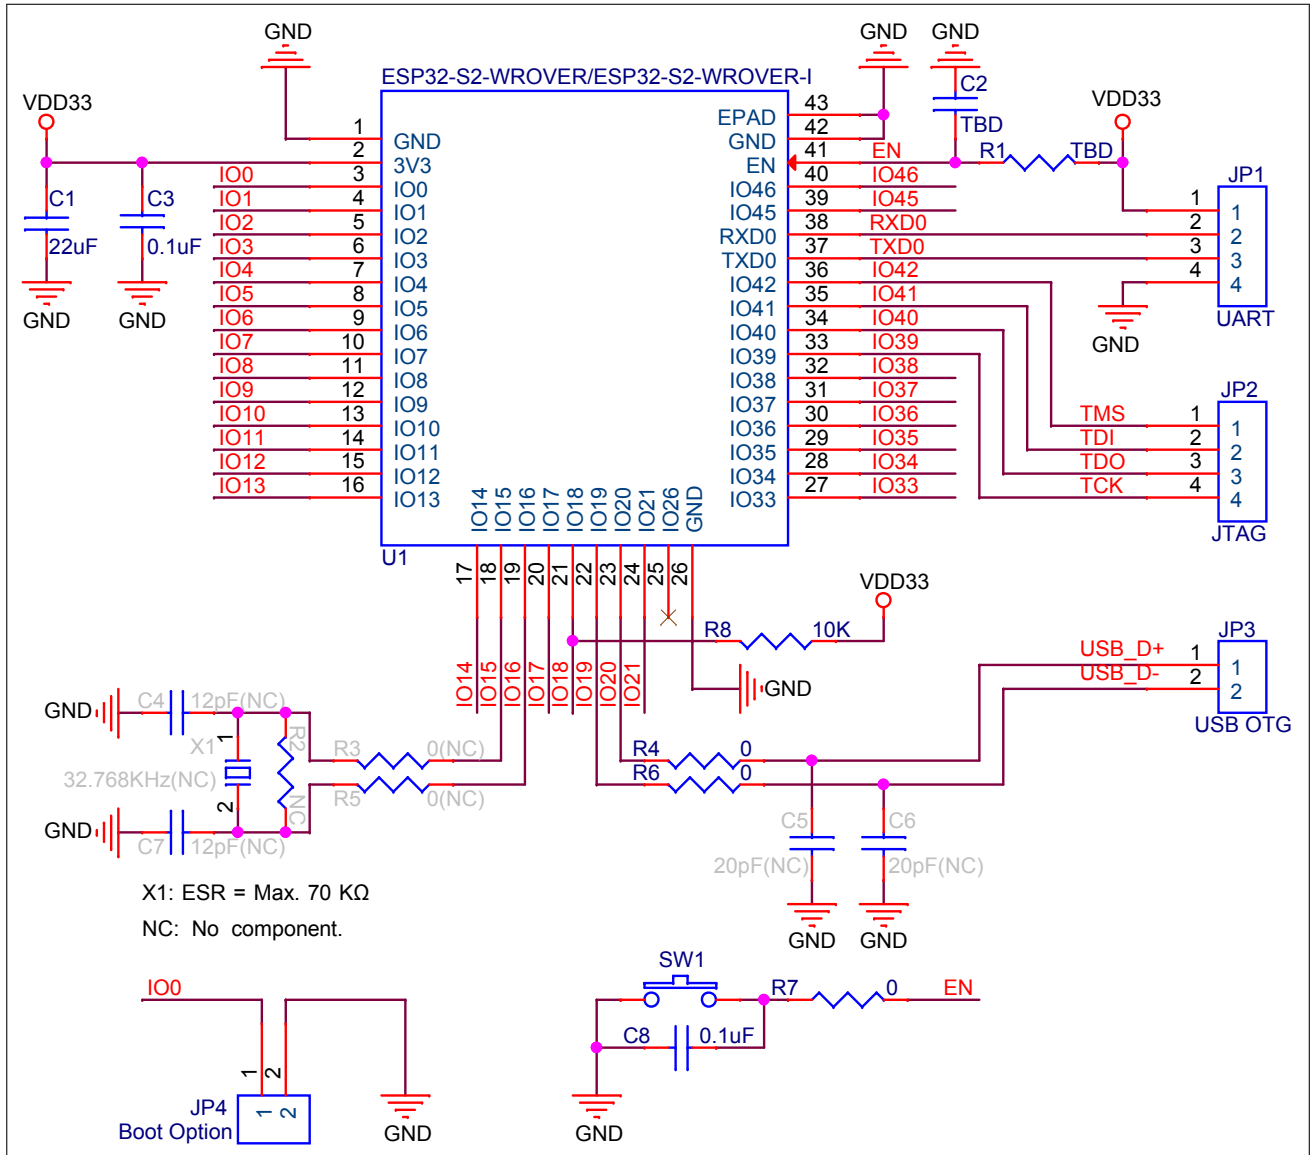 GND
GND GND
ESP32-S2-WROVER/ESP32-S2-WROVER-I
VDD33
C2
TBD
VDD33
1 GND
2 3V3
IO0 3 IO0
IO1 4 IO1
IO2 5 IO2
IO3 6 IO3
IO4 7 IO4
IO5 8 IO5
IO6 9 IO6
IO7 10 IO7
IO8 11 IO8
IO9 12 IO9
IO10 13 IO10
IO11 14 IO11
IO12 15 IO12
IO13 16 IO13
C1
22uF
GND
C3
0.1uF
GND
EPAD 43
GND 42
EN 41 EN
IO46 40 IO46
IO45 39 IO45
RXD0 38 RXD0
TXD0 37 TXD0
IO42 36 IO42
IO41 35 IO41
IO40 34 IO40
IO39 33 IO39
IO38 32 IO38
IO37 31 IO37
IO36 30 IO36
IO35 29 IO35
IO34 28 IO34
IO33 27 IO33
R1 TBD
JP1
1 1
2 2
3 3
4 4
UART
GND
JP2
TMS 1 1
TDI 2 2
TDO 3 3
TCK 4 4
JTAG
U1
IO14 17 IO14
IO15 18 IO15
IO16 19 IO16
IO17 20 IO17
IO18 21 IO18
IO19 22 IO19
IO20 23 IO20
IO21 24 IO21
IO26 25
GND 26
VDD33
R8 10K
GND
JP3
USB_D+ 1 1
USB_D- 2 2
USB OTG
GND C4 12pF(NC)
X1 1
32.768KHz(NC)
2
R2
NC
R3 0(NC)
R5 0(NC)
GND C7 12pF(NC)
R4 0
R6 0
C5
20pF(NC)
GND
C6
20pF(NC)
GND
X1: ESR = Max. 70 KΩ
NC: No component.
IO0
1 2
JP4 1 2
Boot Option
GND
SW1
R7 0 EN
C8 0.1uF
GND